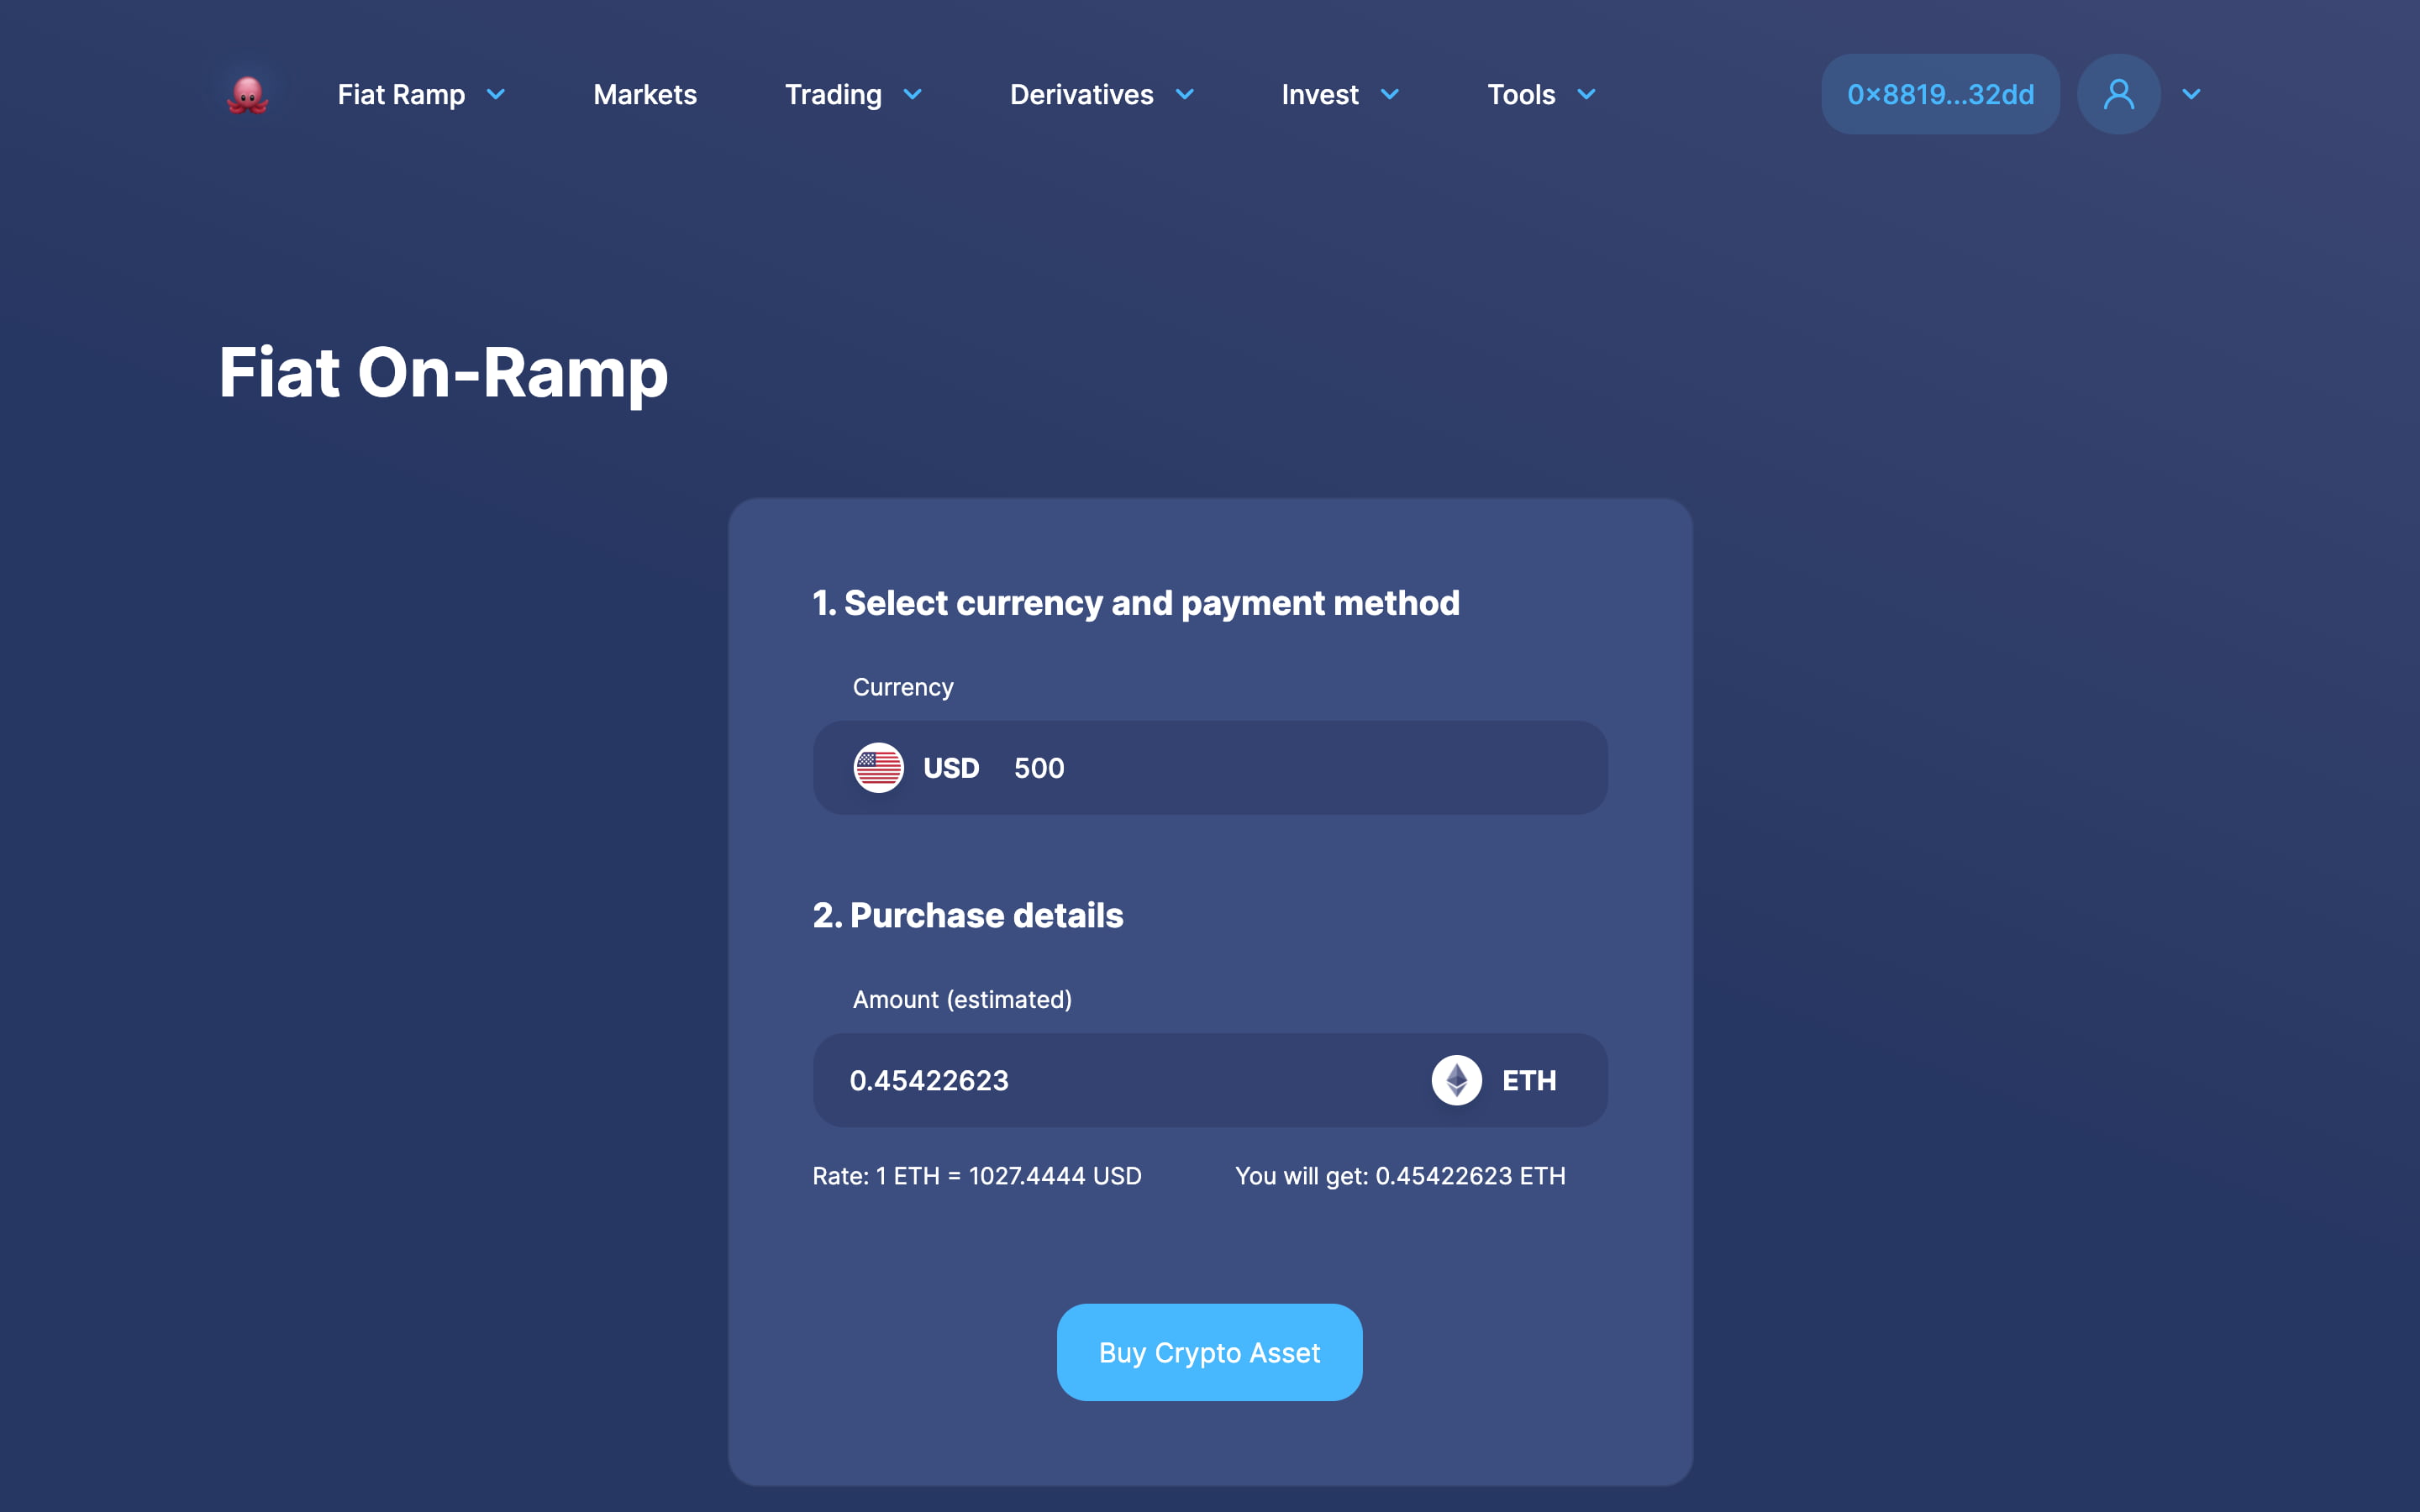 Fiat Ramp Markets Trading Derivatives Invest Tools 0×8819...32dd
Fiat On-Ramp
1. Select currency and payment method
Currency
USD 500
2. Purchase details
Amount (estimated)
0.45422623 ETH
Rate: 1 ETH = 1027.4444 USD You will get: 0.45422623 ETH
Buy Crypto Asset